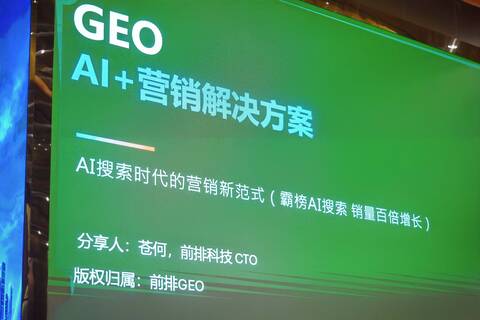 GEO
AI+营销解决方案
AI搜索时代的营销新范式（霸榜AI搜索 销量百倍增长）
分享人：苍何，前排科技 CTO
版权归属：前排GEO